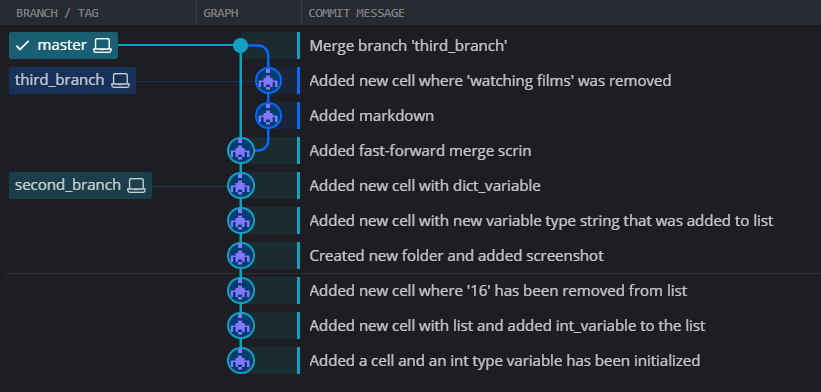 BRANCH / TAG GRAPH COMMIT MESSAGE
master Merge branch 'third_branch'
third_branch Added new cell where 'watching films' was removed
Added markdown
Added fast-forward merge scrin
second_branch Added new cell with dict_variable
Added new cell with new variable type string that was added to list
Created new folder and added screenshot
Added new cell where '16' has been removed from list
Added new cell with list and added int_variable to the list
Added a cell and an int type variable has been initialized